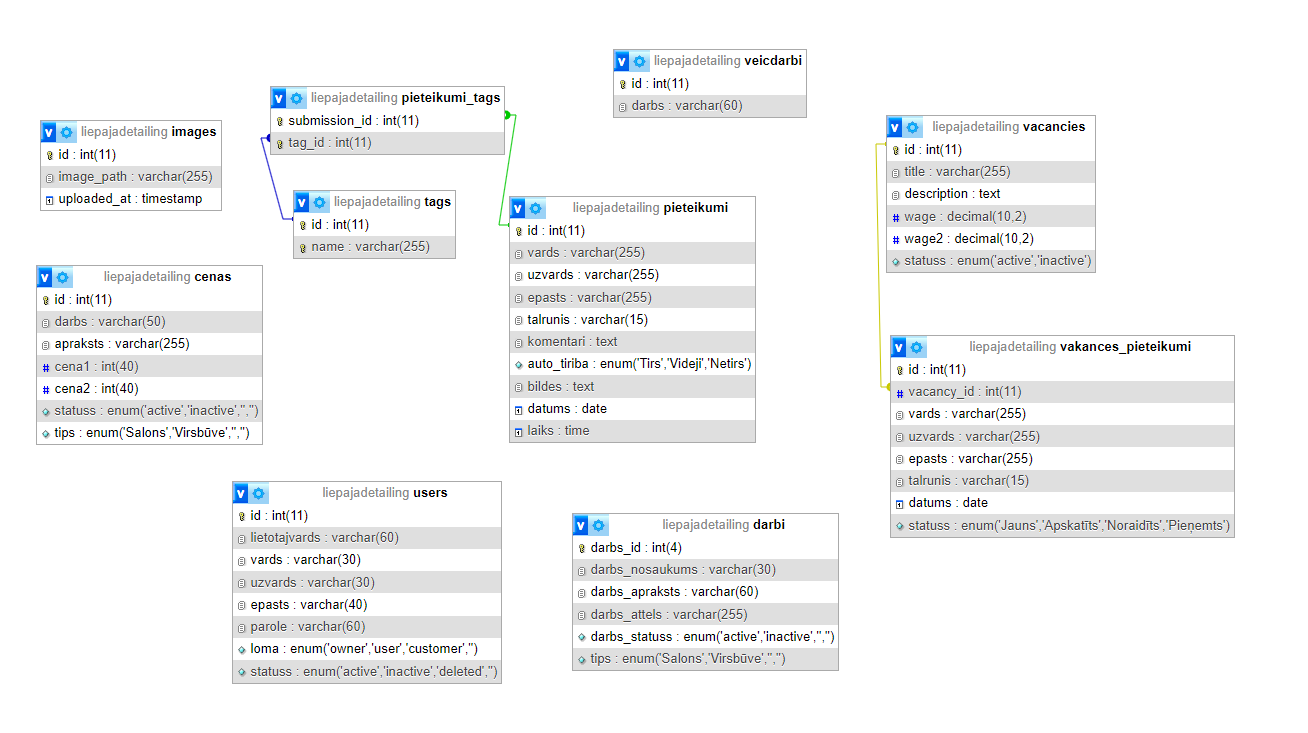 liepajadetailing veicdarbi
id : int(11)
darbs : varchar(60)
liepajadetailing pieteikumi_tags
submission_id : int(11)
tag_id : int(11)
liepajadetailing images
id : int(11)
image_path : varchar(255)
uploaded_at : timestamp
liepajadetailing vacancies
id : int(11)
title : varchar(255)
description : text
wage : decimal(10,2)
wage2 : decimal(10,2)
statuss : enum('active','inactive')
liepajadetailing tags
id : int(11)
name : varchar(255)
liepajadetailing pieteikumi
id : int(11)
vards : varchar(255)
uzvards : varchar(255)
epasts : varchar(255)
talrunis : varchar(15)
komentari : text
auto_tiriba : enum('Tirs','Videji','Netirs')
bildes : text
datums : date
laiks : time
liepajadetailing cenas
id : int(11)
darbs : varchar(50)
apraksts : varchar(255)
cena1 : int(40)
cena2 : int(40)
statuss : enum('active','inactive','','')
tips : enum('Salons','Virsbūve','','')
liepajadetailing vakances_pieteikumi
id : int(11)
vacancy_id : int(11)
vards : varchar(255)
uzvards : varchar(255)
epasts : varchar(255)
talrunis : varchar(15)
datums : date
statuss : enum('Jauns','Apskatīts','Noraidīts','Pieņemts')
liepajadetailing users
id : int(11)
lietotajvards : varchar(60)
vards : varchar(30)
uzvards : varchar(30)
epasts : varchar(40)
parole : varchar(60)
loma : enum('owner','user','customer','')
statuss : enum('active','inactive','deleted','')
liepajadetailing darbi
darbs_id : int(4)
darbs_nosaukums : varchar(30)
darbs_apraksts : varchar(60)
darbs_attels : varchar(255)
darbs_statuss : enum('active','inactive','','')
tips : enum('Salons','Virsbūve','','')